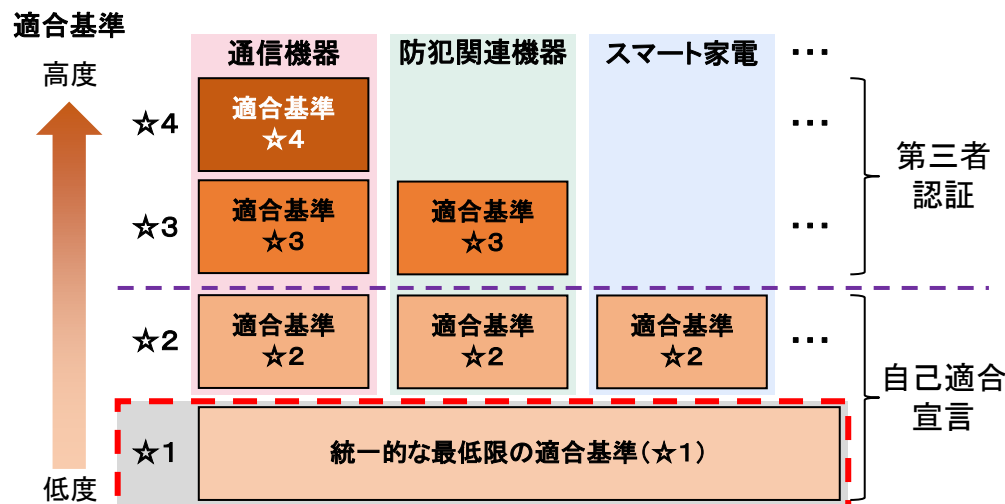 適合基準
高度
通信機器
防犯関連機器
スマート家電
…
☆4
適合基準
☆4
…
第三者
認証
☆3
適合基準
☆3
適合基準
☆3
…
☆2
適合基準
☆2
適合基準
☆2
適合基準
☆2
…
自己適合
宣言
☆1
統一的な最低限の適合基準(☆1)
低度